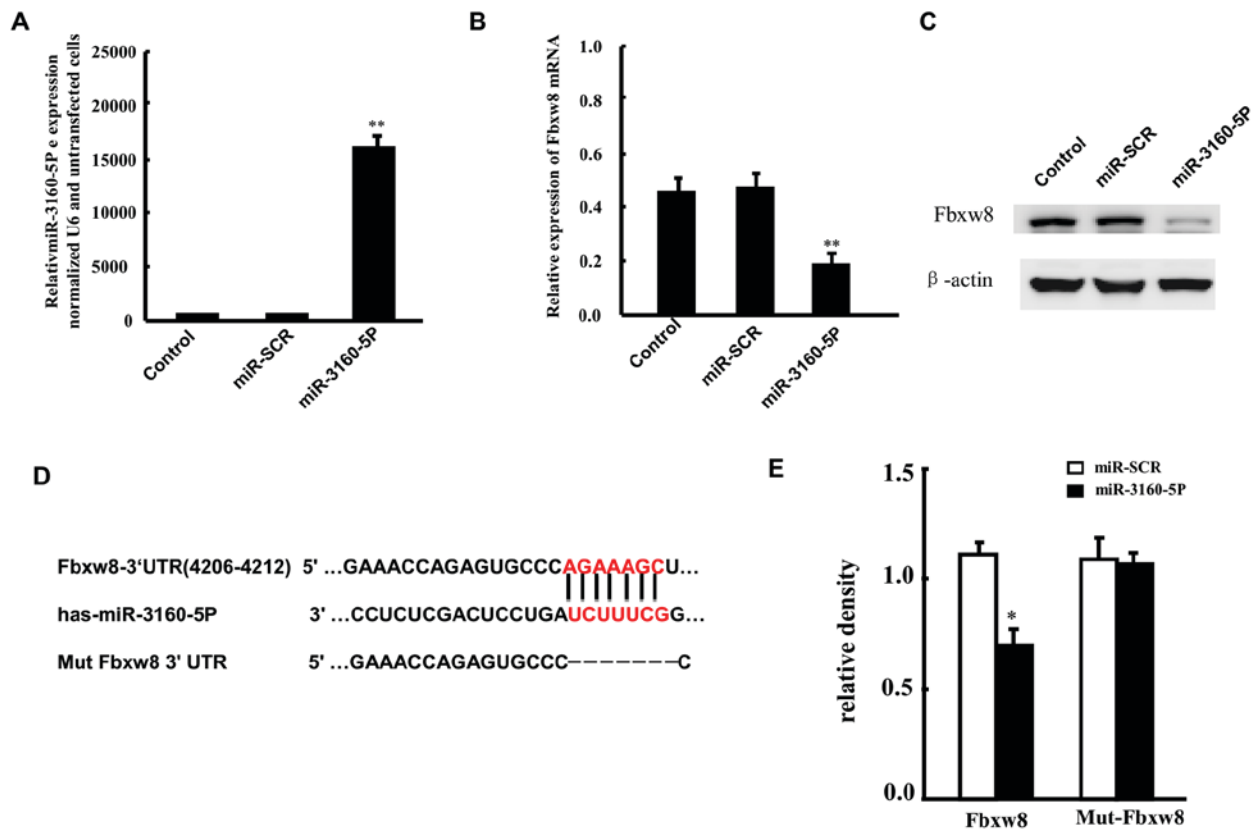 A
RelativmiR-3160-5P e expression
normalized U6 and untransfected cells
25000
20000
15000
10000
5000
0
**
Control
miR-SCR
miR-3160-5P
B
Relative expression of Fbxw8 mRNA
1.0
0.8
0.6
0.4
0.2
0.0
**
Control
miR-SCR
miR-3160-5P
C
Control
miR-SCR
miR-3160-5P
Fbxw8
β-actin
D
Fbxw8-3'UTR(4206-4212) 5' ...GAAACCAGAGUGCCCAGAAAGCU...
has-miR-3160-5P 3' ...CCUCUCGACUCCUGAUCUUUCGG...
Mut Fbxw8 3' UTR 5' ...GAAACCAGAGUGCCC-------C
E
relative density
1.5
1.0
0.5
0.0
miR-SCR
miR-3160-5P
*
Fbxw8
Mut-Fbxw8